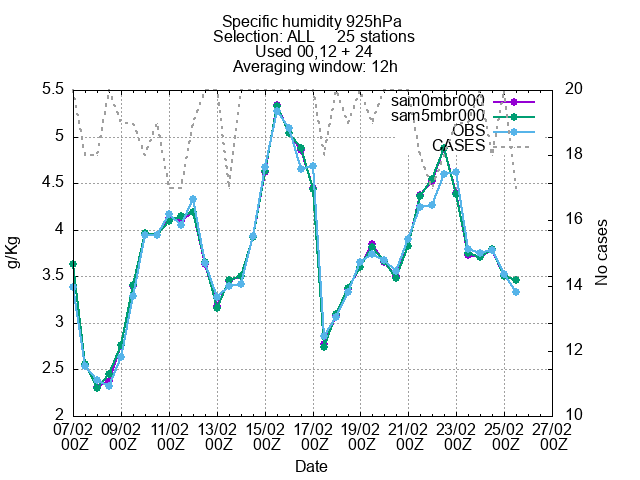 Specific humidity 925hPa
Selection: ALL 25 stations
Used 00,12 + 24
Averaging window: 12h
5.5
5
4.5
4
3.5
3
2.5
2
g/Kg
20
18
16
14
12
10
No cases
sam0mbr000
sam5mbr000
OBS
CASES
07/02 09/02 11/02 13/02 15/02 17/02 19/02 21/02 23/02 25/02 27/02
00Z 00Z 00Z 00Z 00Z 00Z 00Z 00Z 00Z 00Z 00Z
Date